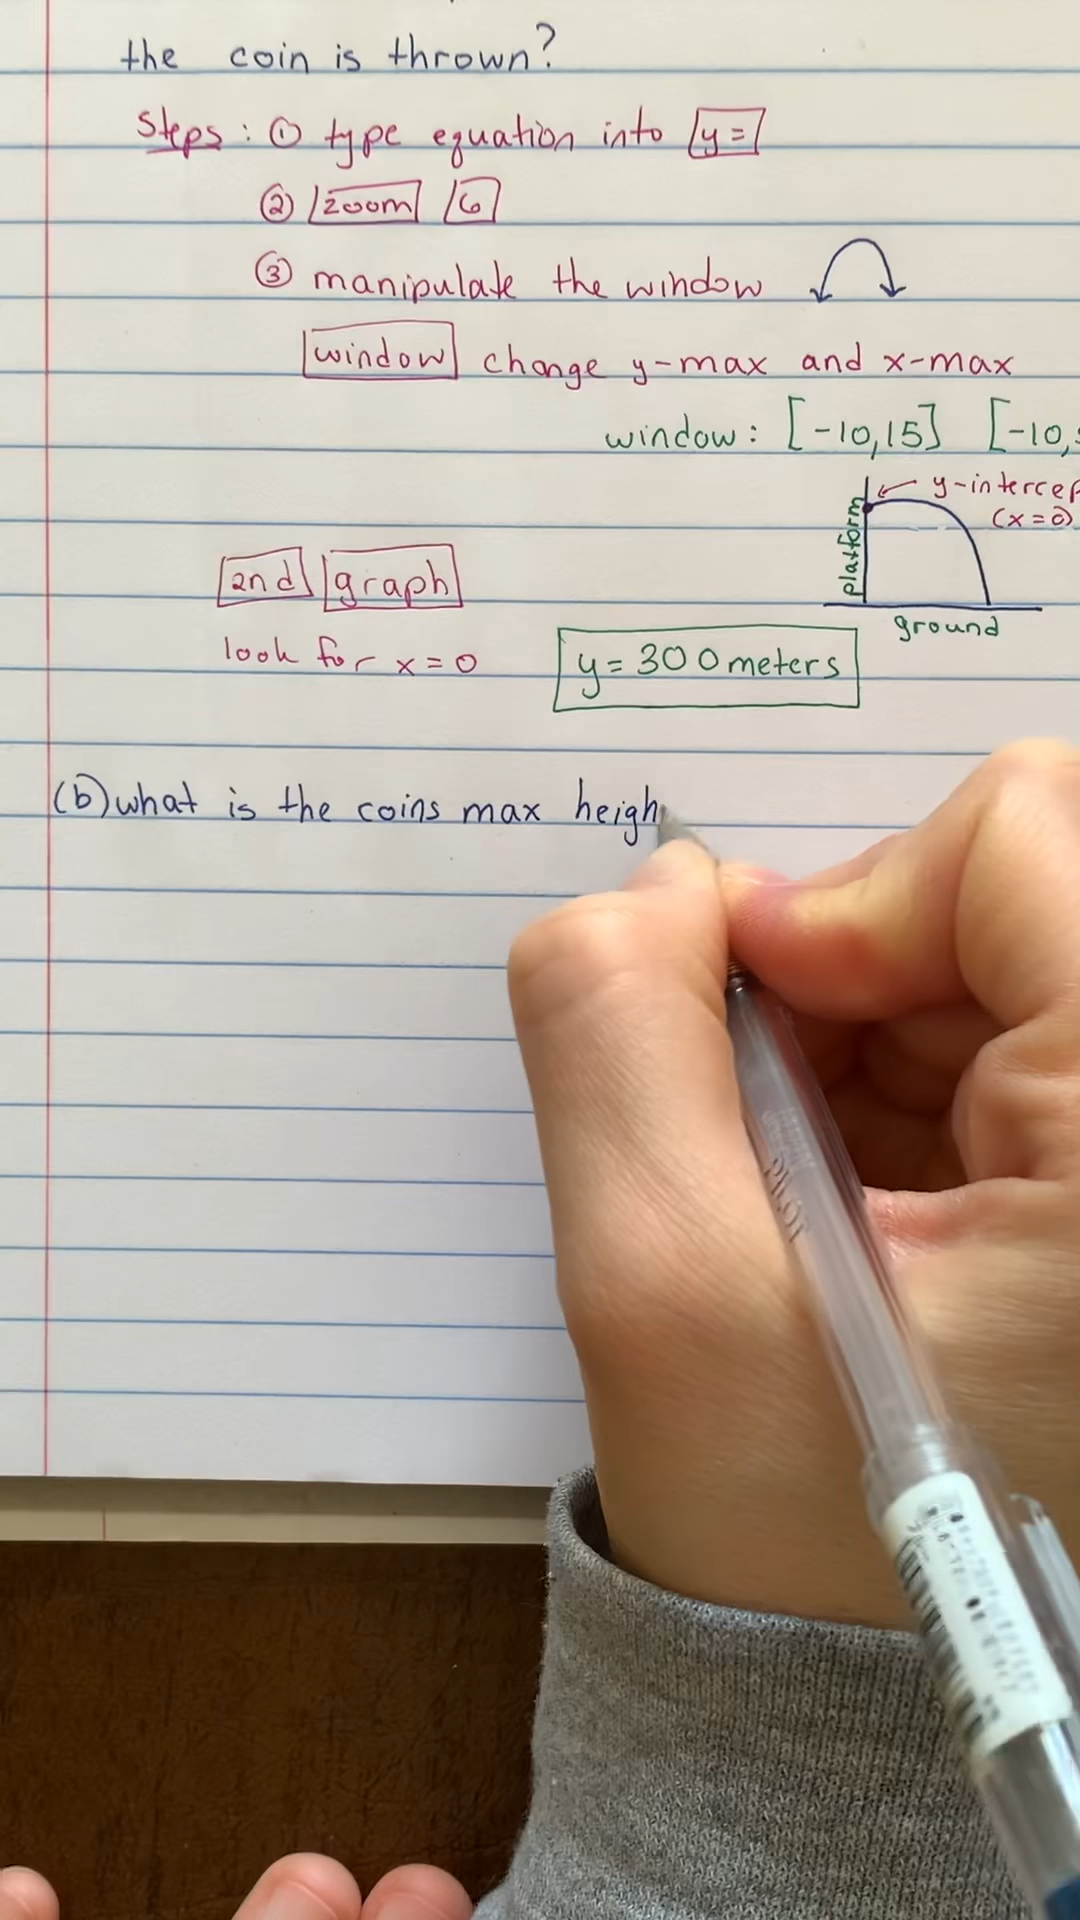 the coin is thrown?
Steps: ① type equation into y=
② zoom 6
③ manipulate the window
window change y-max and x-max
window: [-10,15] [-10,
y-intercep
(x=0)
platform
2nd graph
ground
look for x=0 y=300meters
(b) what is the coins max heigh
PILOT